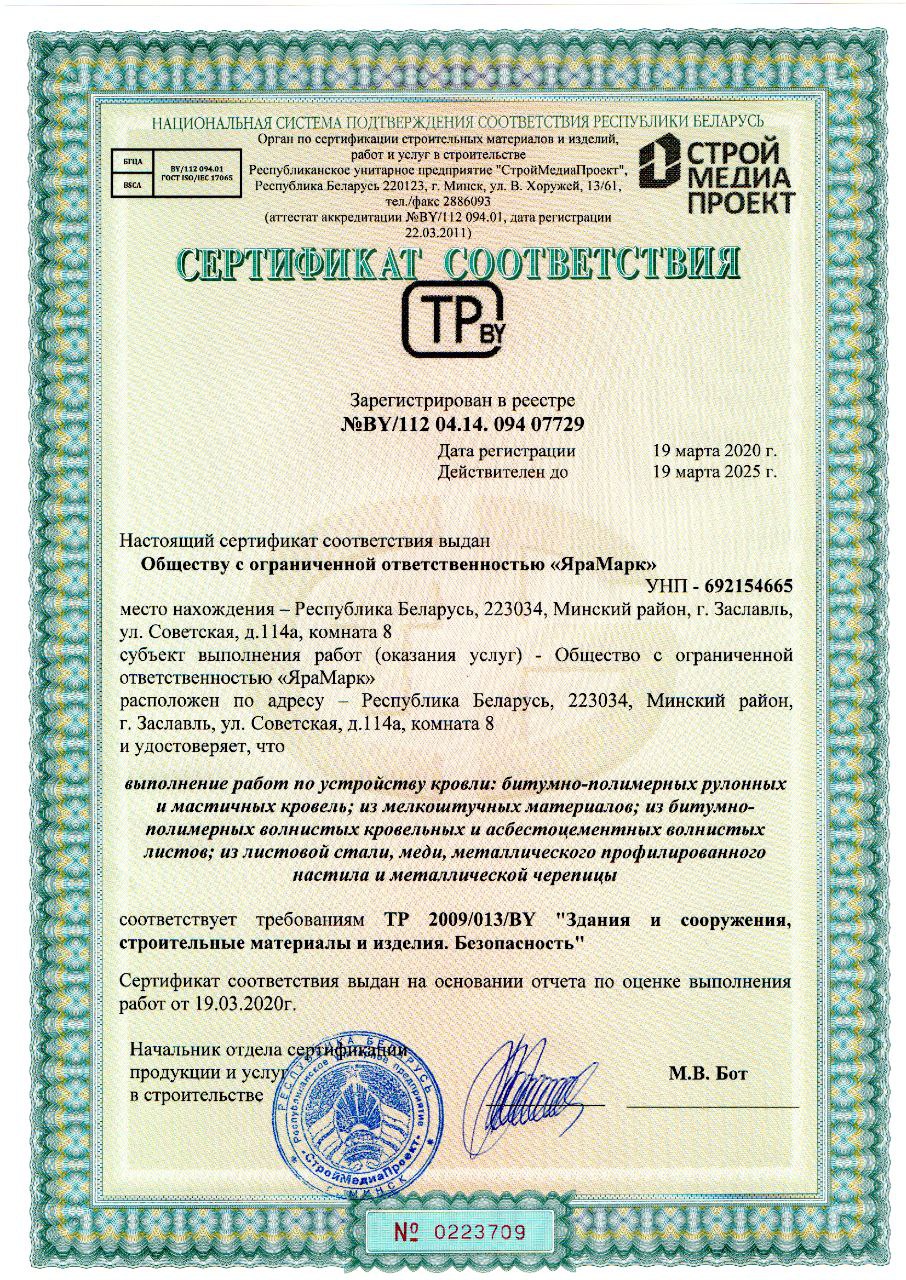 НАЦИОНАЛЬНАЯ СИСТЕМА ПОДТВЕРЖДЕНИЯ СООТВЕТСТВИЯ РЕСПУБЛИКИ БЕЛАРУСЬ
Орган по сертификации строительных материалов и изделий,
работ и услуг в строительстве
Республиканское унитарное предприятие "СтройМедиаПроект",
Республика Беларусь 220123, г. Минск, ул. В. Хоружей, 13/61,
тел./факс 2886093
(аттестат аккредитации №BY/112 094.01, дата регистрации
22.03.2011)
БГЦА
BSCA
BY/112 094.01
ГОСТ ISO/IEC 17065
СТРОЙ
МЕДИА
ПРОЕКТ
СЕРТИФИКАТ СООТВЕТСТВИЯ
ТР BY
Зарегистрирован в реестре
№BY/112 04.14. 094 07729
Дата регистрации 19 марта 2020 г.
Действителен до 19 марта 2025 г.
Настоящий сертификат соответствия выдан
Обществу с ограниченной ответственностью «ЯраМарк»
УНП - 692154665
место нахождения – Республика Беларусь, 223034, Минский район, г. Заславль,
ул. Советская, д.114а, комната 8
субъект выполнения работ (оказания услуг) - Общество с ограниченной
ответственностью «ЯраМарк»
расположен по адресу – Республика Беларусь, 223034, Минский район,
г. Заславль, ул. Советская, д.114а, комната 8
и удостоверяет, что
выполнение работ по устройству кровли: битумно-полимерных рулонных
и мастичных кровель; из мелкоштучных материалов; из битумно-
полимерных волнистых кровельных и асбестоцементных волнистых
листов; из листовой стали, меди, металлического профилированного
настила и металлической черепицы
соответствует требованиям ТР 2009/013/BY "Здания и сооружения,
строительные материалы и изделия. Безопасность"
Сертификат соответствия выдан на основании отчета по оценке выполнения
работ от 19.03.2020г.
Начальник отдела сертификации
продукции и услуг
в строительстве
М.В. Бот
РЕСПУБЛИКА БЕЛАРУСЬ
Республиканское унитарное предприятие
«СтройМедиаПроект»
г. МИНСК
№ 0223709